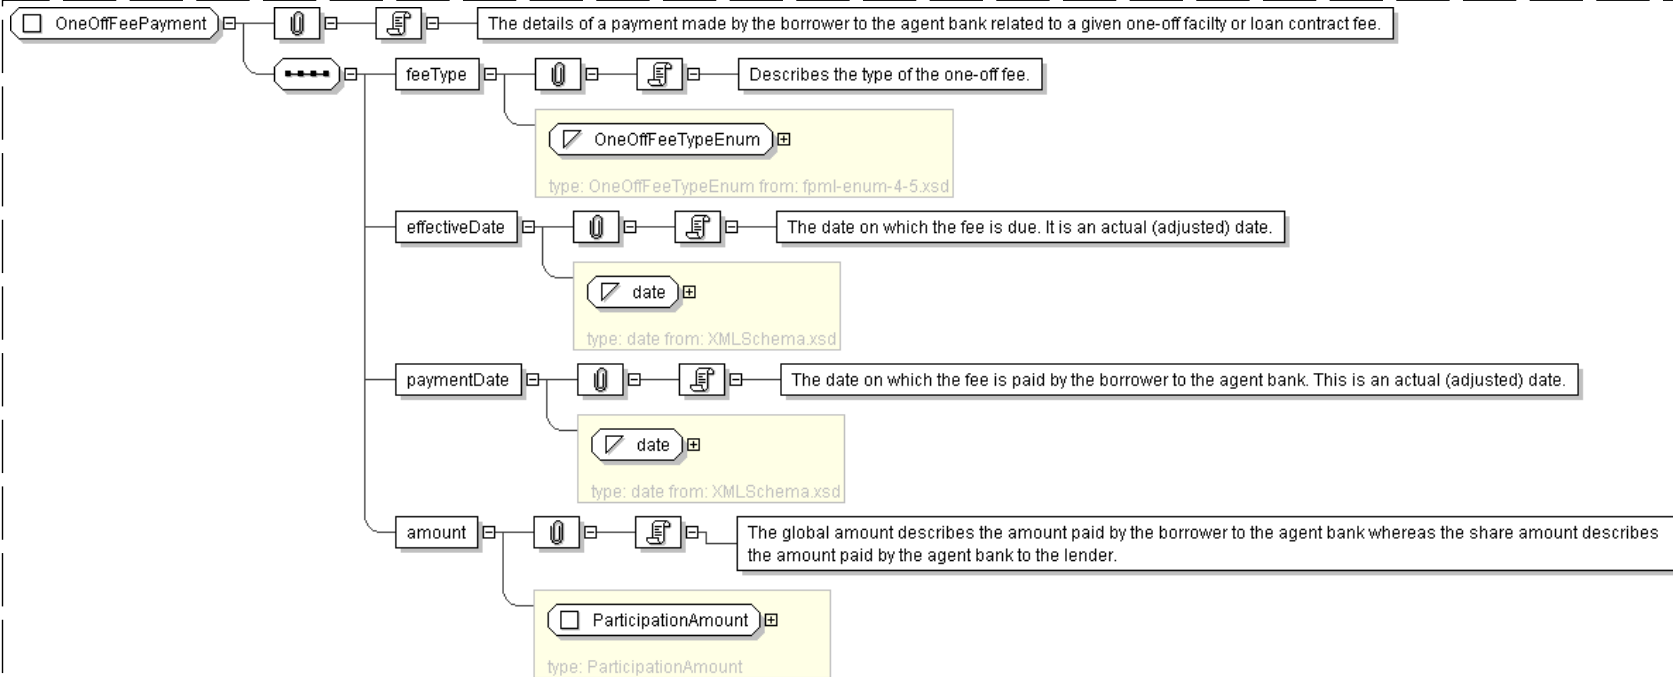 OneOffFeePayment
The details of a payment made by the borrower to the agent bank related to a given one-off facilty or loan contract fee.
feeType
Describes the type of the one-off fee.
OneOffFeeTypeEnum
type: OneOffFeeTypeEnum from: fpml-enum-4-5.xsd
effectiveDate
The date on which the fee is due. It is an actual (adjusted) date.
date
type: date from: XMLSchema.xsd
paymentDate
The date on which the fee is paid by the borrower to the agent bank. This is an actual (adjusted) date.
date
type: date from: XMLSchema.xsd
amount
The global amount describes the amount paid by the borrower to the agent bank whereas the share amount describes
the amount paid by the agent bank to the lender.
ParticipationAmount
type: ParticipationAmount